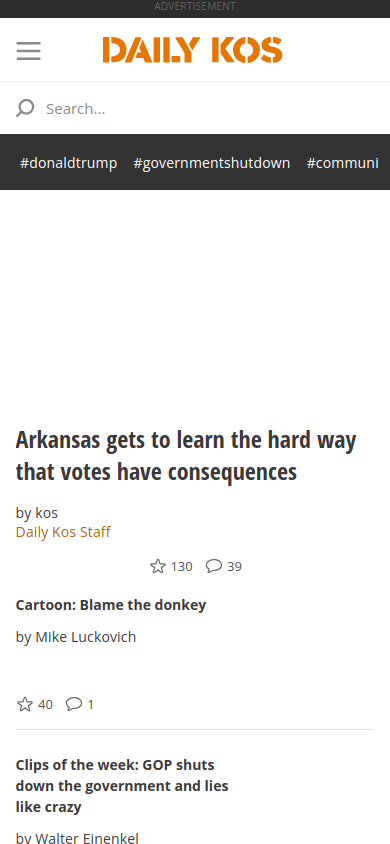 ADVERTISEMENT
DAILY KOS
Search...
#donaldtrump #governmentshutdown #communi
Arkansas gets to learn the hard way
that votes have consequences
by kos
Daily Kos Staff
130 39
Cartoon: Blame the donkey
by Mike Luckovich
40 1
Clips of the week: GOP shuts
down the government and lies
like crazy
by Walter Einenkel